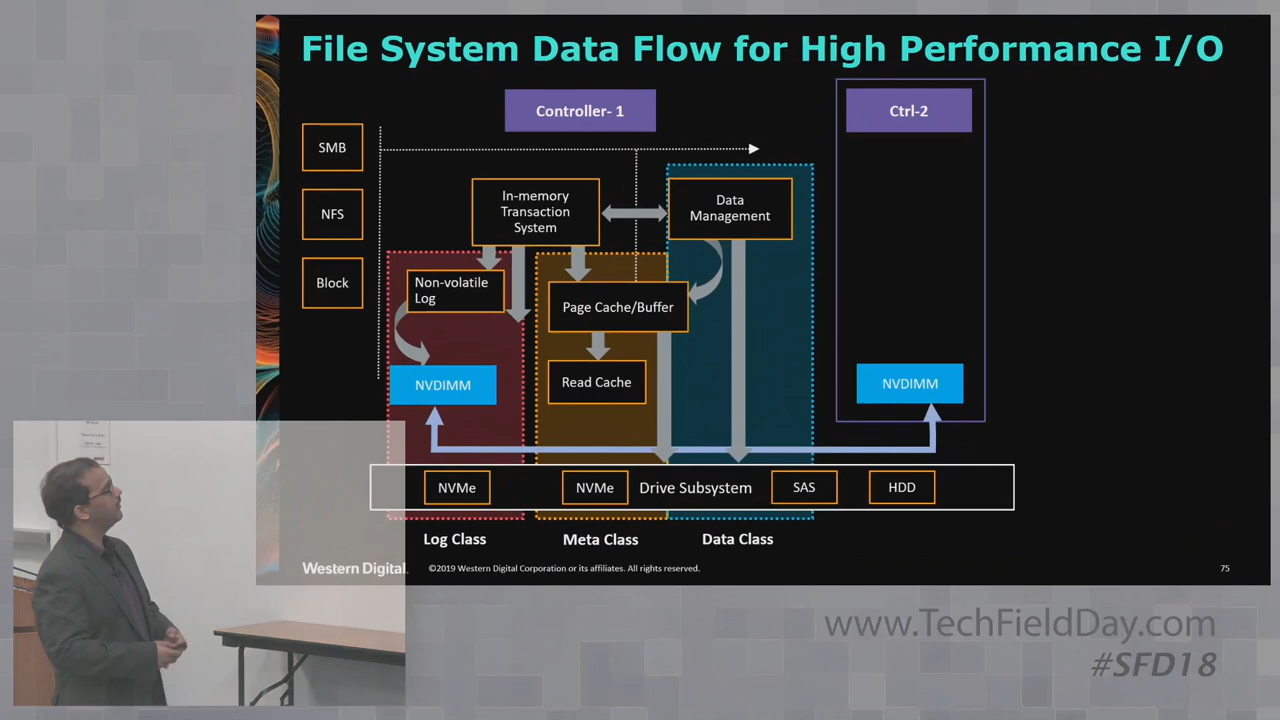 File System Data Flow for High Performance I/O
Controller- 1
Ctrl-2
SMB
NFS
Block
In-memory
Transaction
System
Data
Management
Non-volatile
Log
Page Cache/Buffer
Read Cache
NVDIMM
NVDIMM
NVMe
NVMe
Drive Subsystem
SAS
HDD
Log Class
Meta Class
Data Class
Western Digital.
©2019 Western Digital Corporation or its affiliates. All rights reserved.
75
www.TechFieldDay.com
#SFD18